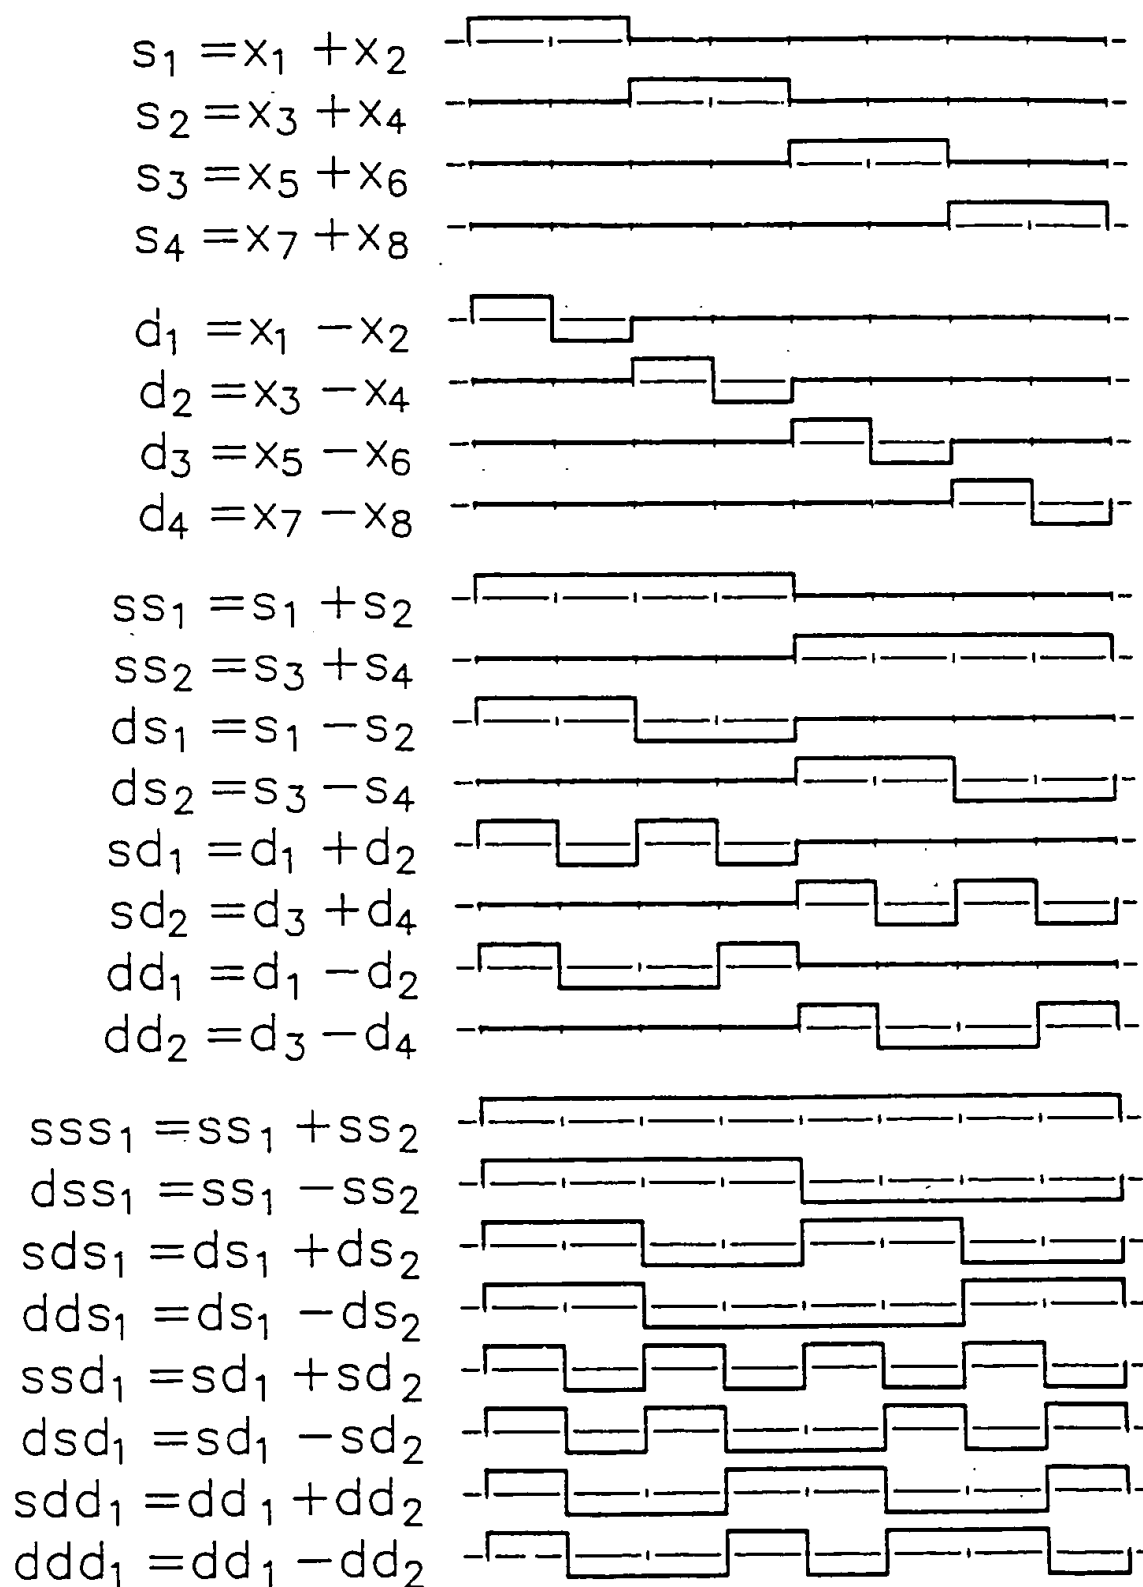 s₁ = x₁ + x₂
s₂ = x₃ + x₄
s₃ = x₅ + x₆
s₄ = x₇ + x₈
d₁ = x₁ − x₂
d₂ = x₃ − x₄
d₃ = x₅ − x₆
d₄ = x₇ − x₈
ss₁ = s₁ + s₂
ss₂ = s₃ + s₄
ds₁ = s₁ − s₂
ds₂ = s₃ − s₄
sd₁ = d₁ + d₂
sd₂ = d₃ + d₄
dd₁ = d₁ − d₂
dd₂ = d₃ − d₄
sss₁ = ss₁ + ss₂
dss₁ = ss₁ − ss₂
sds₁ = ds₁ + ds₂
dds₁ = ds₁ − ds₂
ssd₁ = sd₁ + sd₂
dsd₁ = sd₁ − sd₂
sdd₁ = dd₁ + dd₂
ddd₁ = dd₁ − dd₂